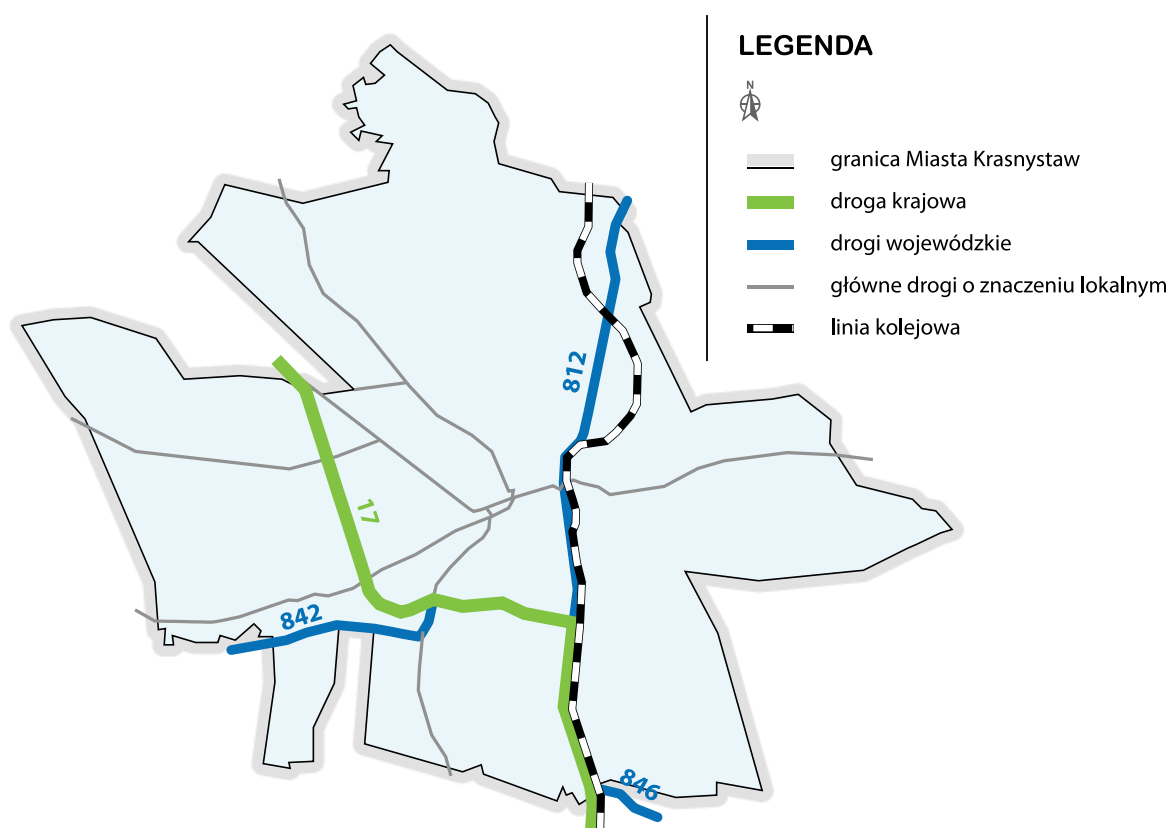 LEGENDA
N
granica Miasta Krasnystaw
droga krajowa
drogi wojewódzkie
główne drogi o znaczeniu lokalnym
linia kolejowa
812
17
842
846